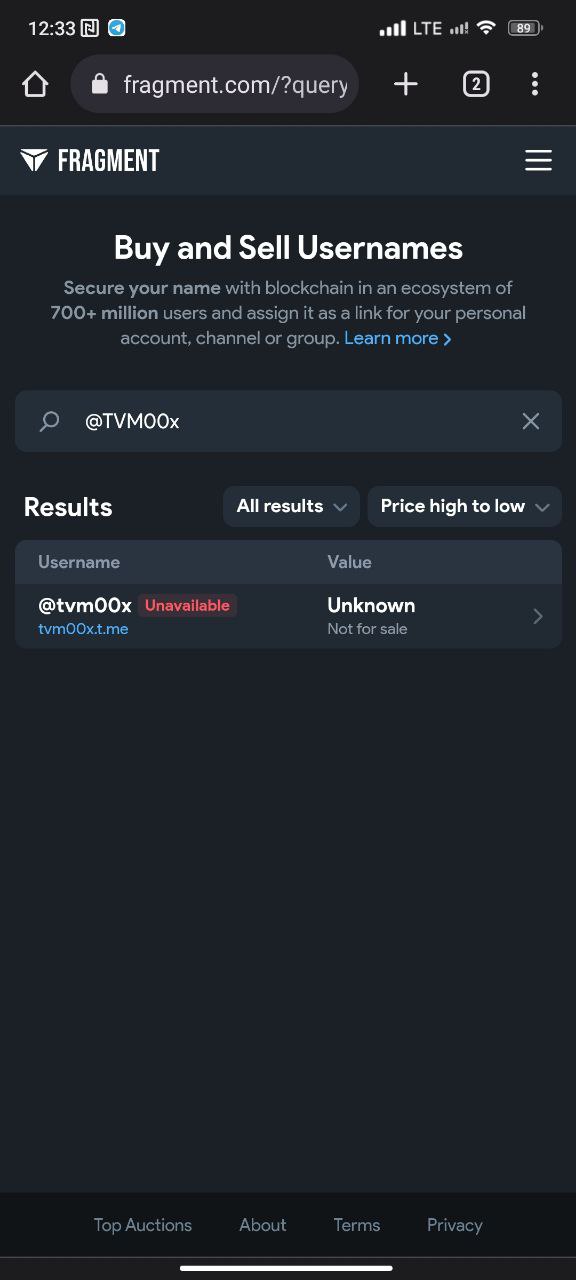 12:33 LTE 89
fragment.com/?query 2
FRAGMENT
Buy and Sell Usernames
Secure your name with blockchain in an ecosystem of
700+ million users and assign it as a link for your personal
account, channel or group. Learn more >
@TVM00x
Results All results Price high to low
Username Value
@tvm00x Unavailable Unknown
tvm00x.t.me Not for sale
Top Auctions About Terms Privacy